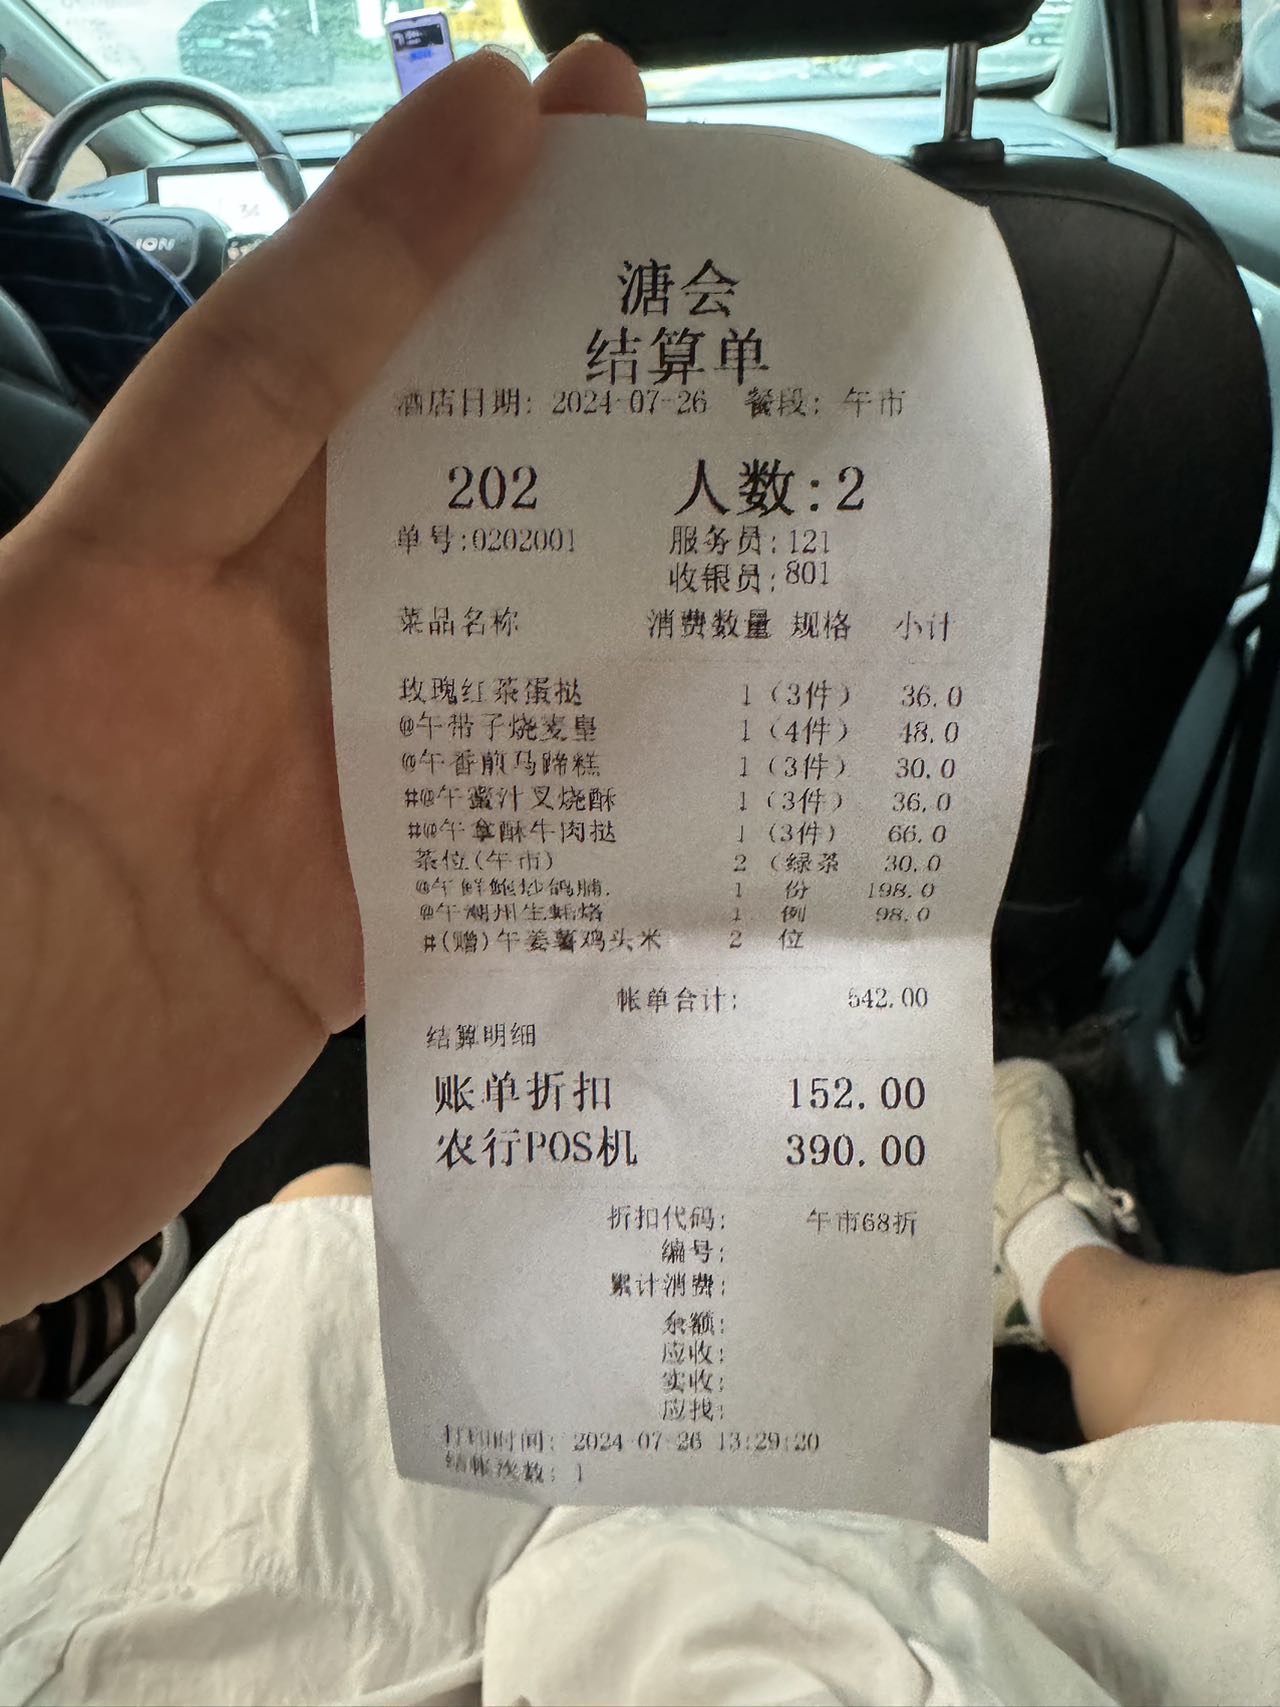 溏会
结算单
酒店日期: 2024-07-26 餐段: 午市
202 人数:2
单号:0202001 服务员:121
收银员:801
菜品名称 消费数量 规格 小计
玫瑰红茶蛋挞 1 (3件) 36.0
@午带子烧麦皇 1 (4件) 48.0
@午香煎马蹄糕 1 (3件) 30.0
#@午蜜汁叉烧酥 1 (3件) 36.0
#@午拿酥牛肉挞 1 (3件) 66.0
茶位(午市) 2 (绿茶 30.0
@午鲜鲍炒鸽脯. 1 份 198.0
@午潮州生蚝烙 1 例 98.0
#(赠)午姜薯鸡头米 2 位
帐单合计: 542.00
结算明细
账单折扣 152.00
农行POS机 390.00
折扣代码: 午市68折
编号:
累计消费:
余额:
应收:
实收:
应找:
打印时间: 2024-07-26 13:29:20
结帐次数: 1
ION